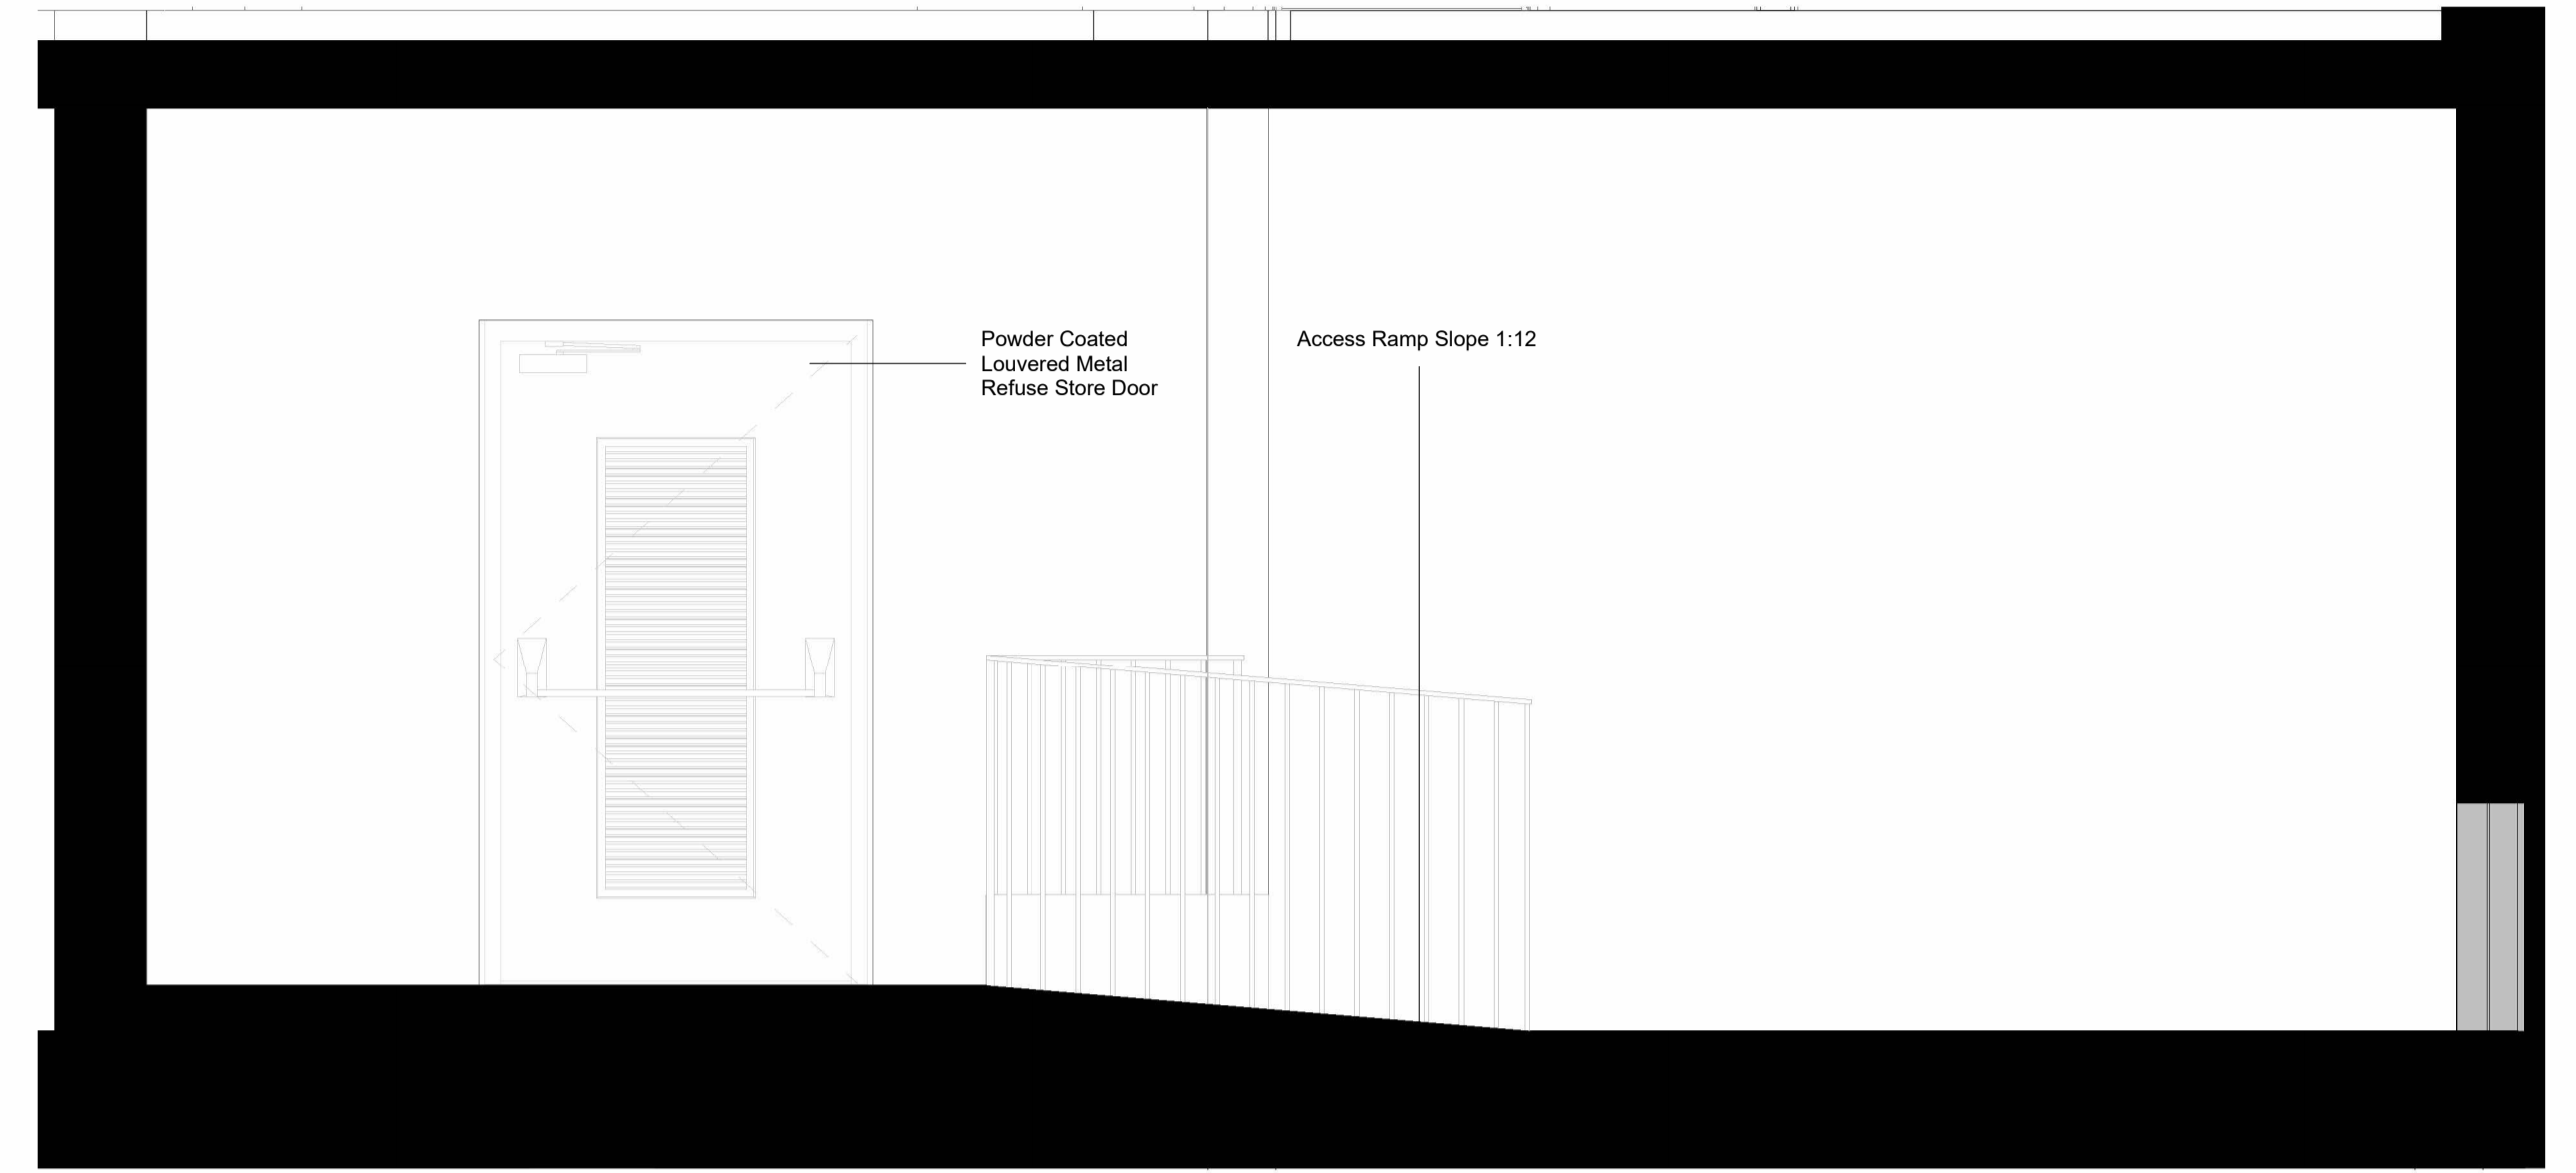 Powder Coated
Louvered Metal
Refuse Store Door
Access Ramp Slope 1:12